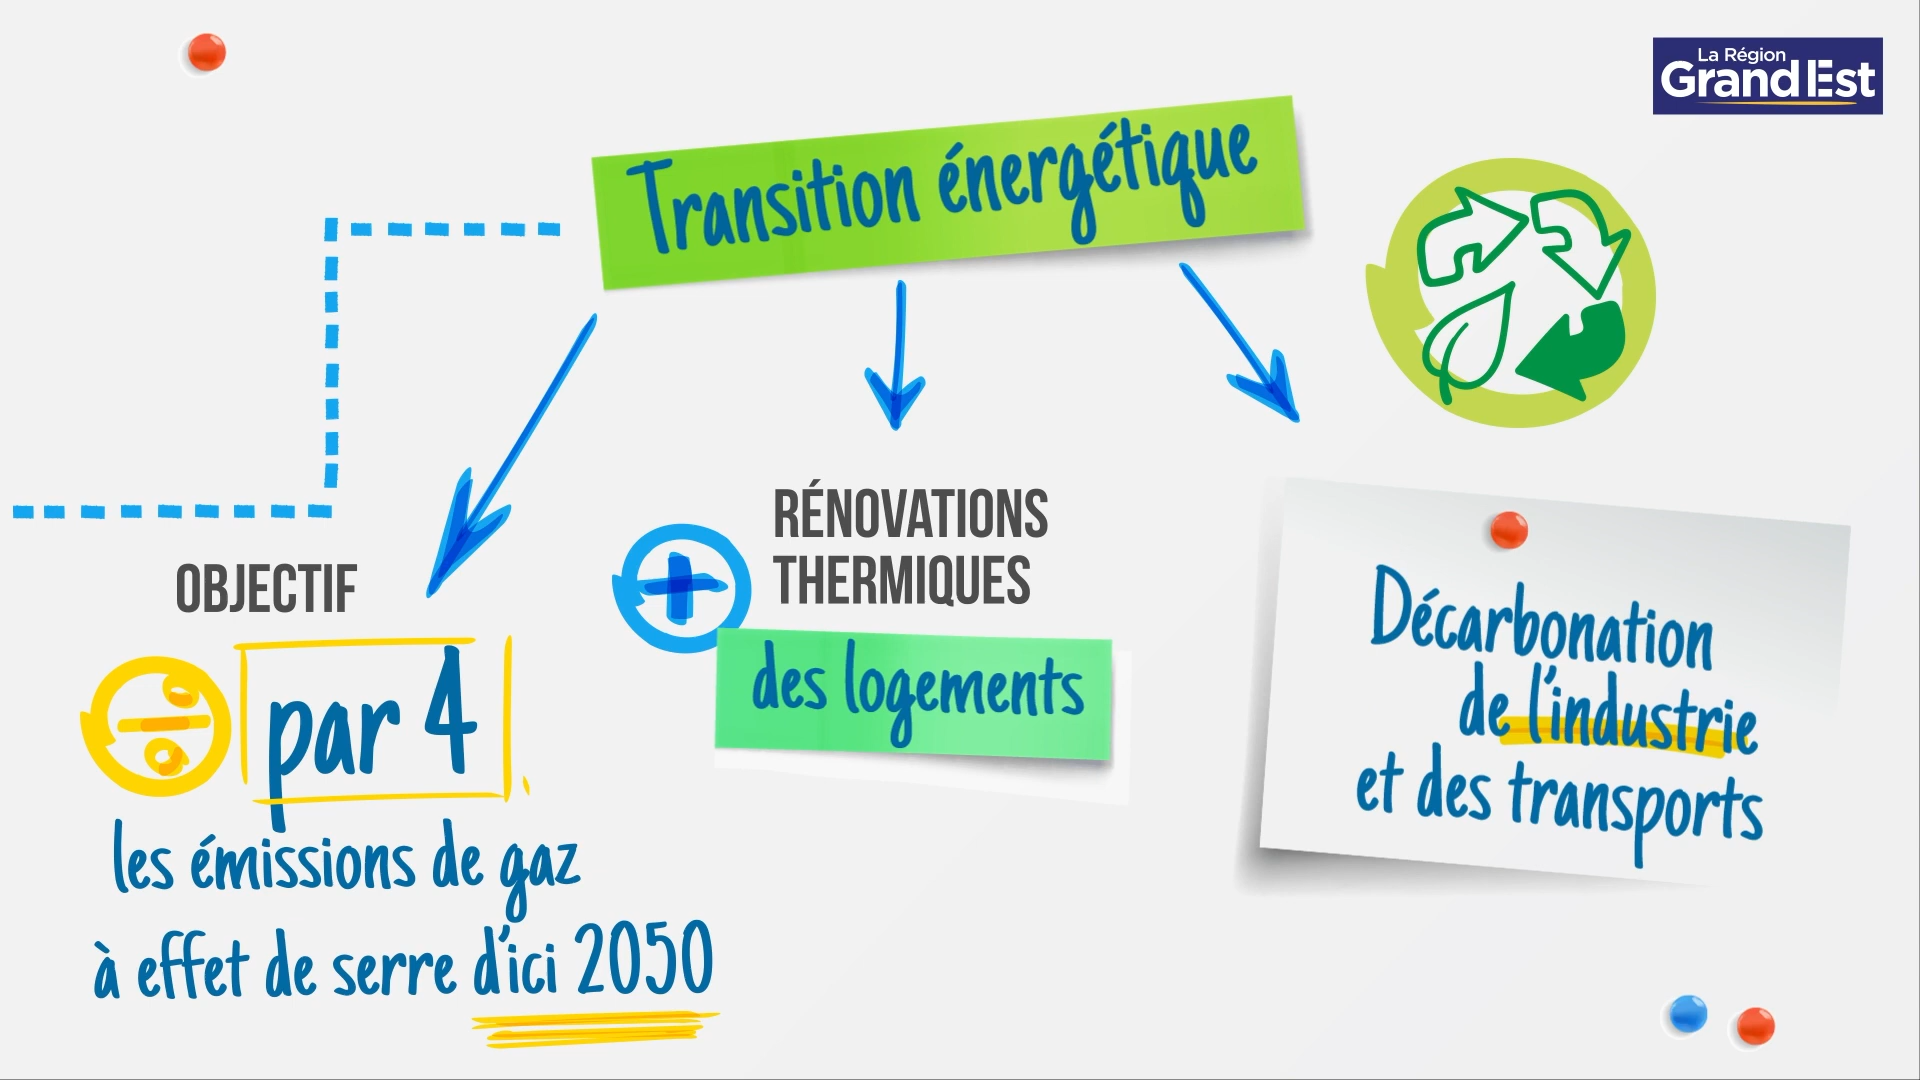 La Région
Grand Est
Transition énergétique
OBJECTIF
par 4
les émissions de gaz
à effet de serre d'ici 2050
RÉNOVATIONS
THERMIQUES
des logements
Décarbonation
de l'industrie
et des transports